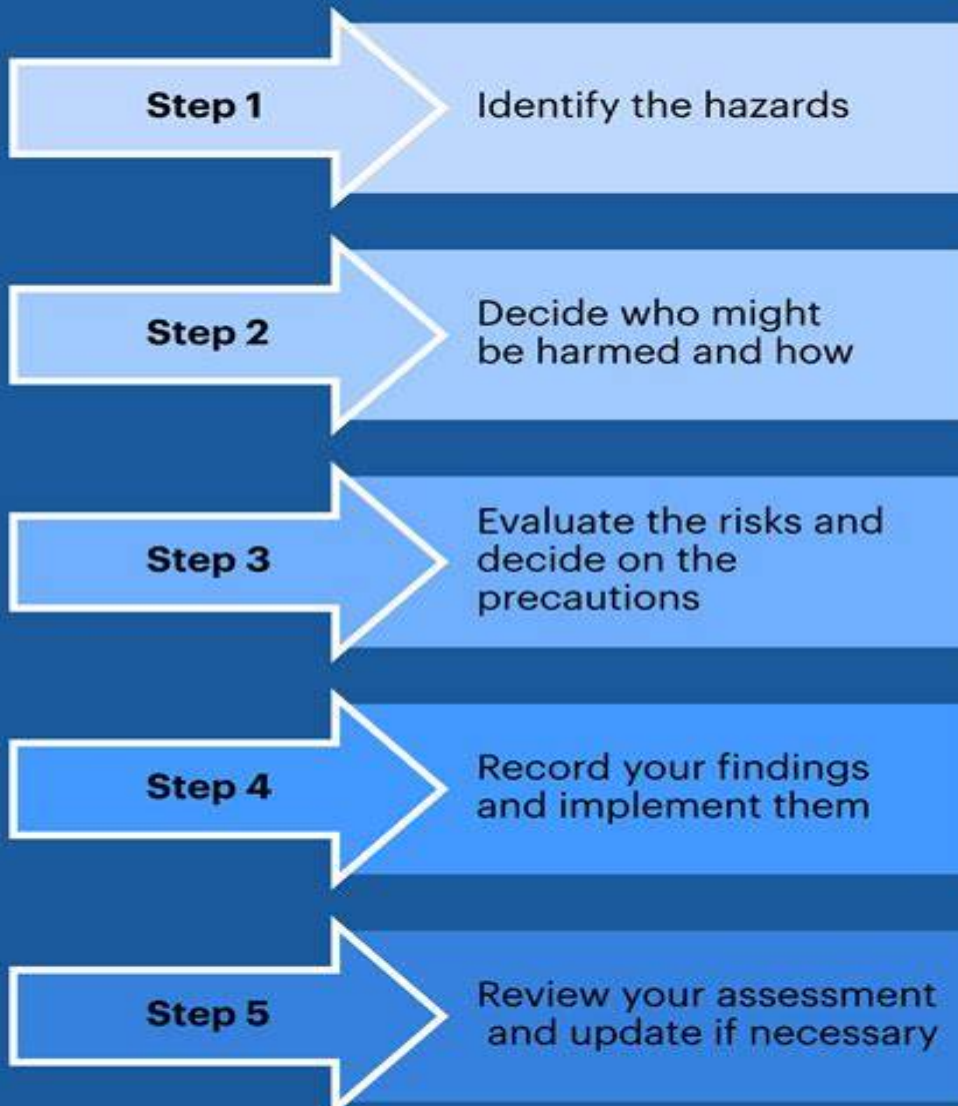 Step 1
Identify the hazards
Step 2
Decide who might
be harmed and how
Step 3
Evaluate the risks and
decide on the
precautions
Step 4
Record your findings
and implement them
Step 5
Review your assessment
and update if necessary